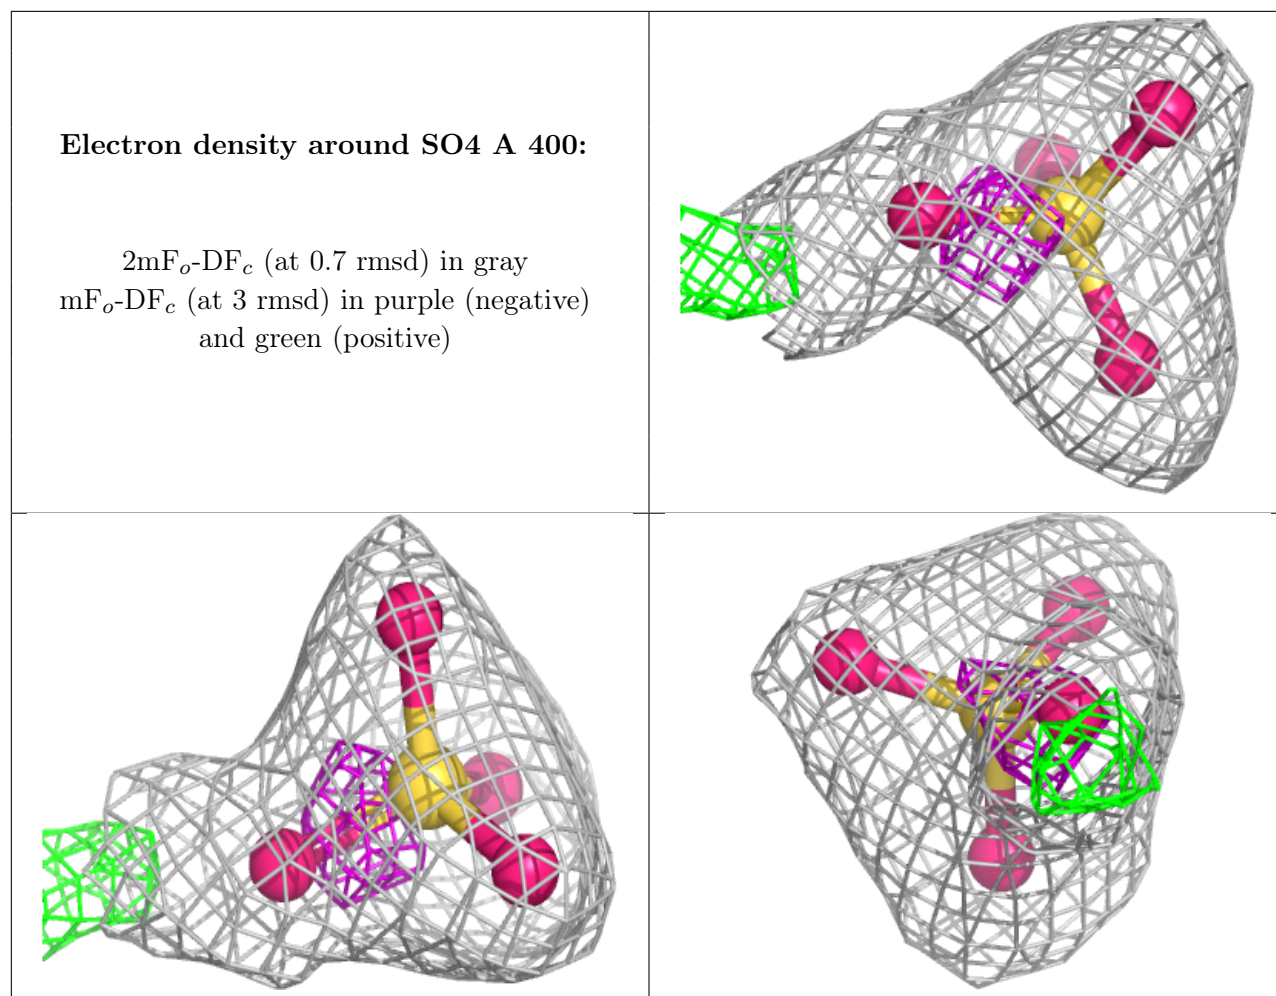 Electron density around SO4 A 400:
2mFo-DFc (at 0.7 rmsd) in gray
mFo-DFc (at 3 rmsd) in purple (negative)
and green (positive)